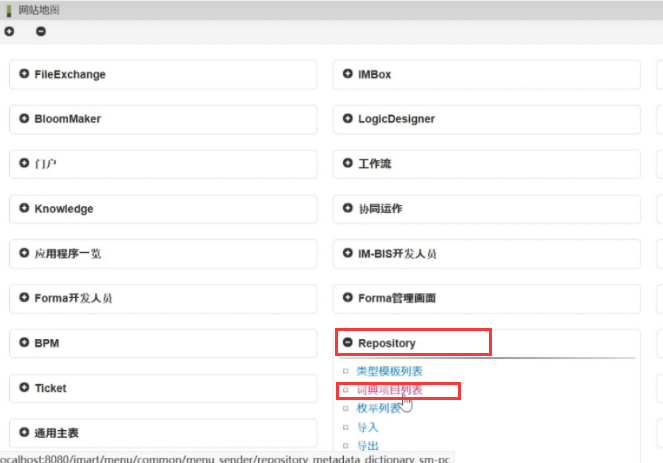 网站地图
FileExchange
IMBox
BloomMaker
LogicDesigner
门户
工作流
Knowledge
协同运作
应用程序一览
IM-BIS开发人员
Forma开发人员
Forma管理画面
BPM
Repository
类型模板列表
Ticket
词典项目列表
枚举列表
通用主表
导入
导出
localhost:8080/imart/menu/common/menu_sender/repository_metadata_dictionary_sm-pc